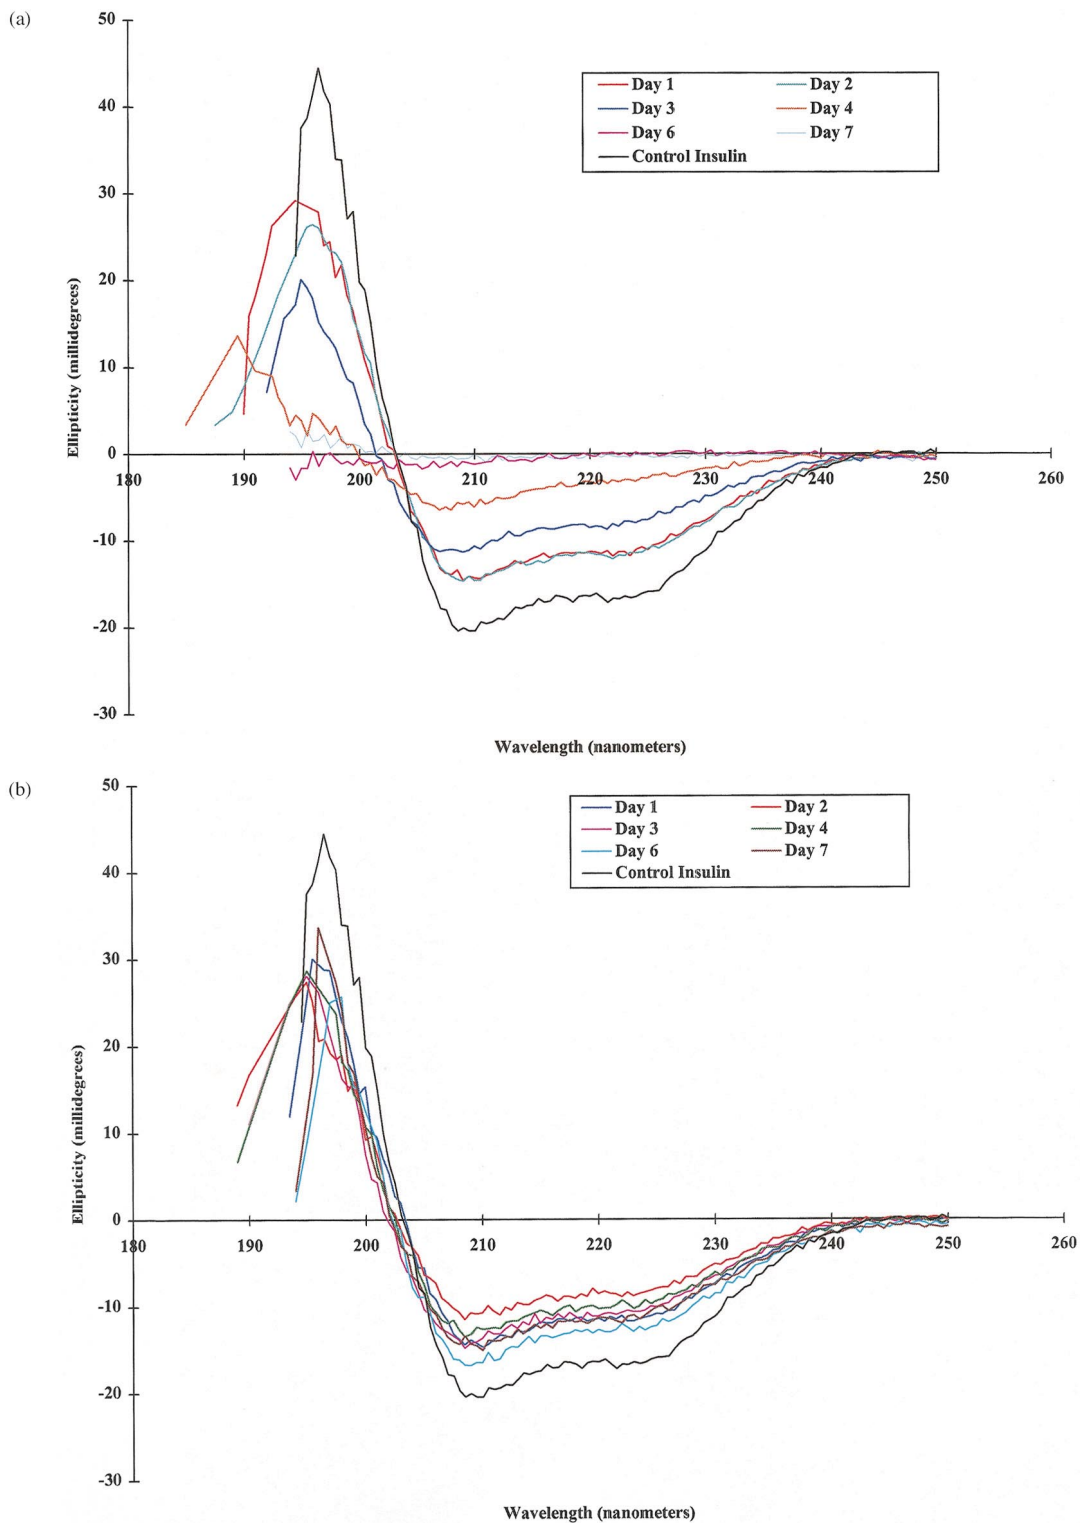 (a)
50
40
30
20
10
0
-10
-20
-30
180 190 200 210 220 230 240 250 260
Ellipticity (millidegrees)
Wavelength (nanometers)
Day 1 Day 2
Day 3 Day 4
Day 6 Day 7
Control Insulin
(b)
50
40
30
20
10
0
-10
-20
-30
180 190 200 210 220 230 240 250 260
Ellipticity (millidegrees)
Wavelength (nanometers)
Day 1 Day 2
Day 3 Day 4
Day 6 Day 7
Control Insulin